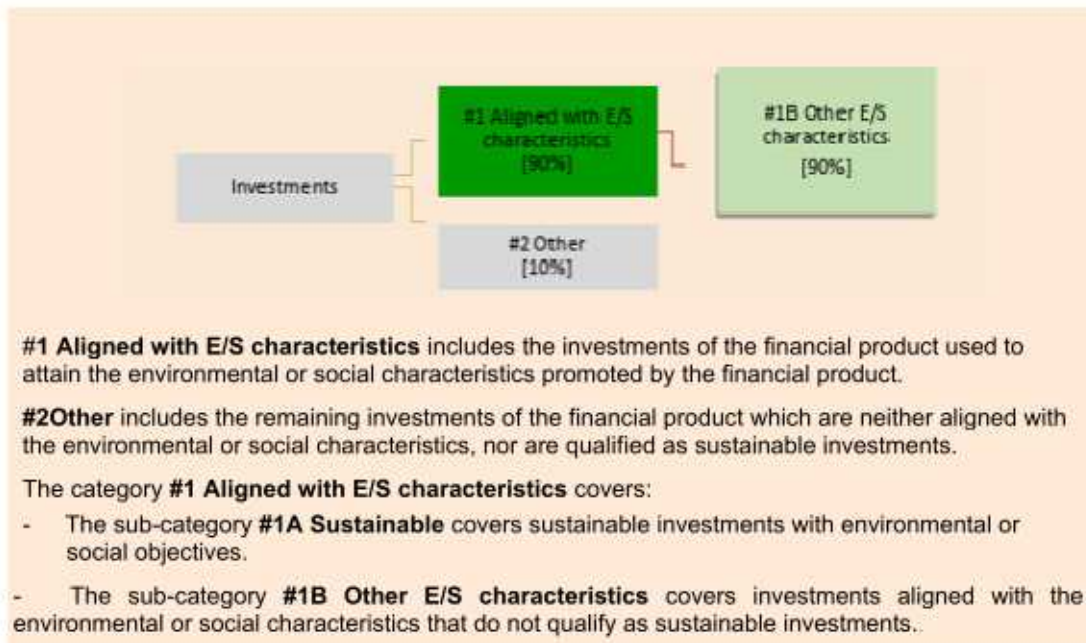 #1 Aligned with E/S
characteristics
[90%]
#1B Other E/S
characteristics
[90%]
Investments
#2 Other
[10%]
#1 Aligned with E/S characteristics includes the investments of the financial product used to
attain the environmental or social characteristics promoted by the financial product.
#2Other includes the remaining investments of the financial product which are neither aligned with
the environmental or social characteristics, nor are qualified as sustainable investments.
The category #1 Aligned with E/S characteristics covers:
- The sub-category #1A Sustainable covers sustainable investments with environmental or
social objectives.
- The sub-category #1B Other E/S characteristics covers investments aligned with the
environmental or social characteristics that do not qualify as sustainable investments.